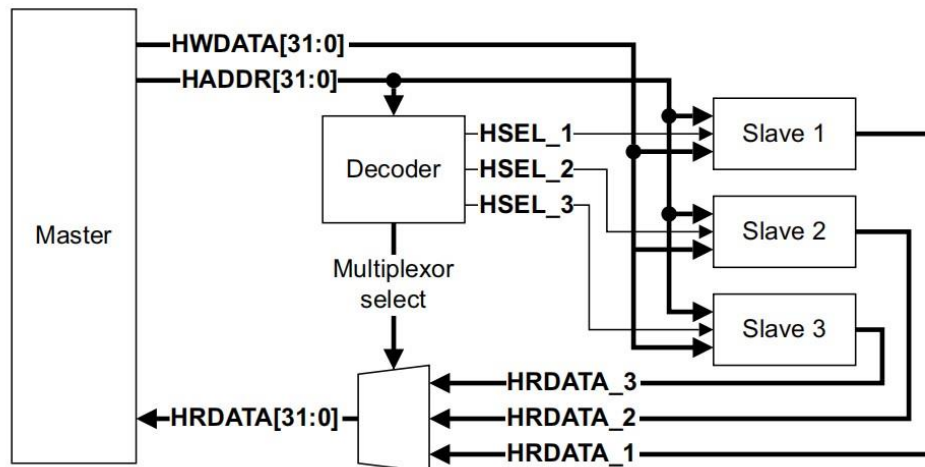 HWDATA[31:0]
HADDR[31:0]
HSEL_1
Slave 1
Decoder
HSEL_2
HSEL_3
Master
Slave 2
Multiplexor
select
Slave 3
HRDATA_3
HRDATA[31:0]
HRDATA_2
HRDATA_1